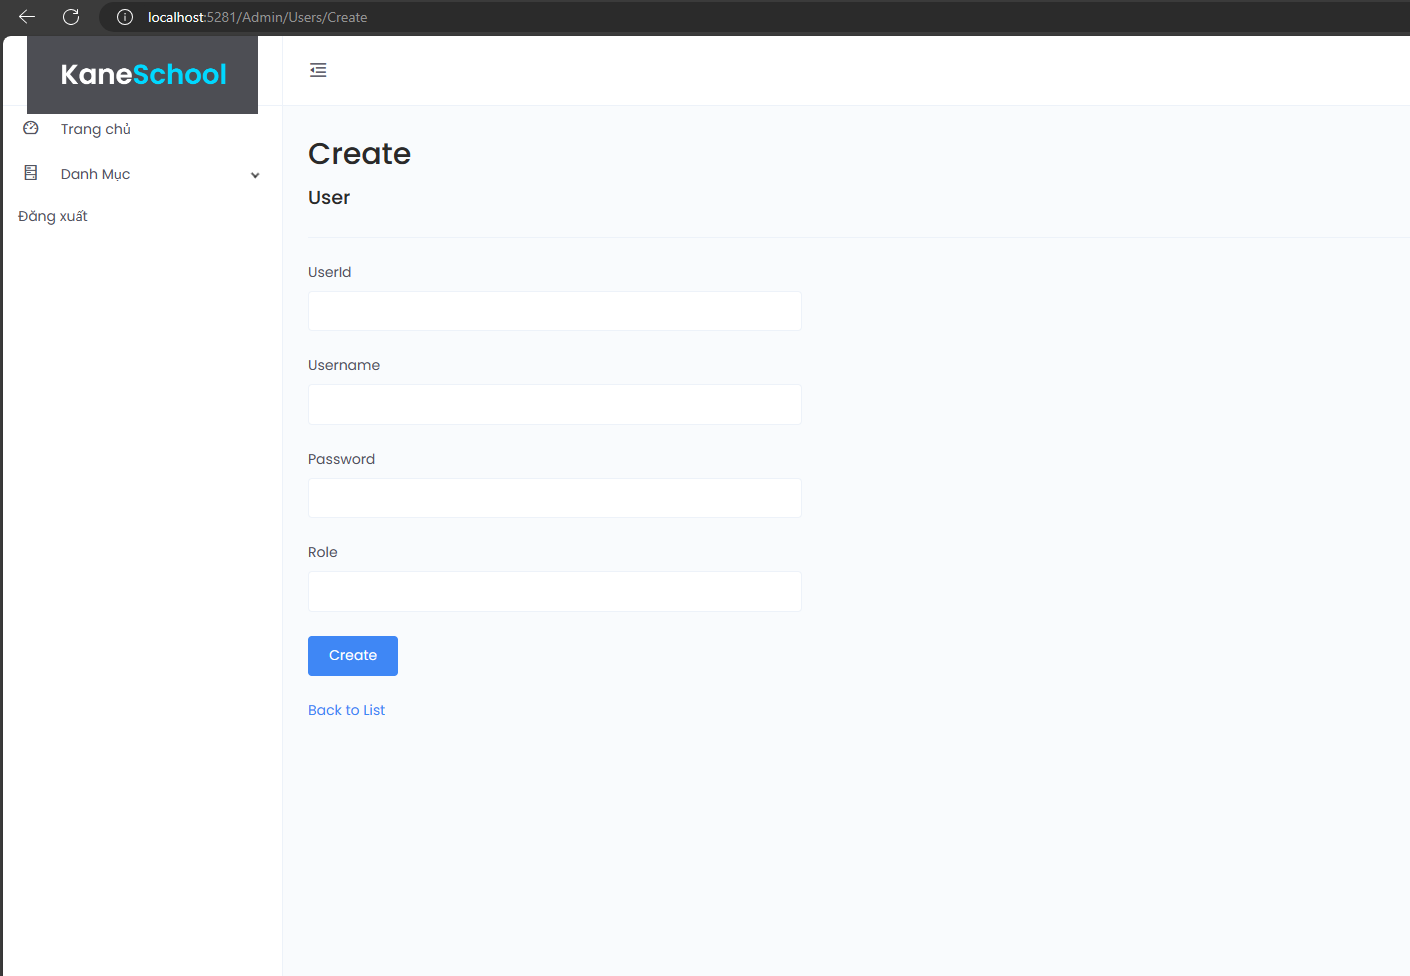 localhost:5281/Admin/Users/Create
KaneSchool
Trang chủ
Danh Mục
Đăng xuất
Create
User
UserId
Username
Password
Role
Create
Back to List